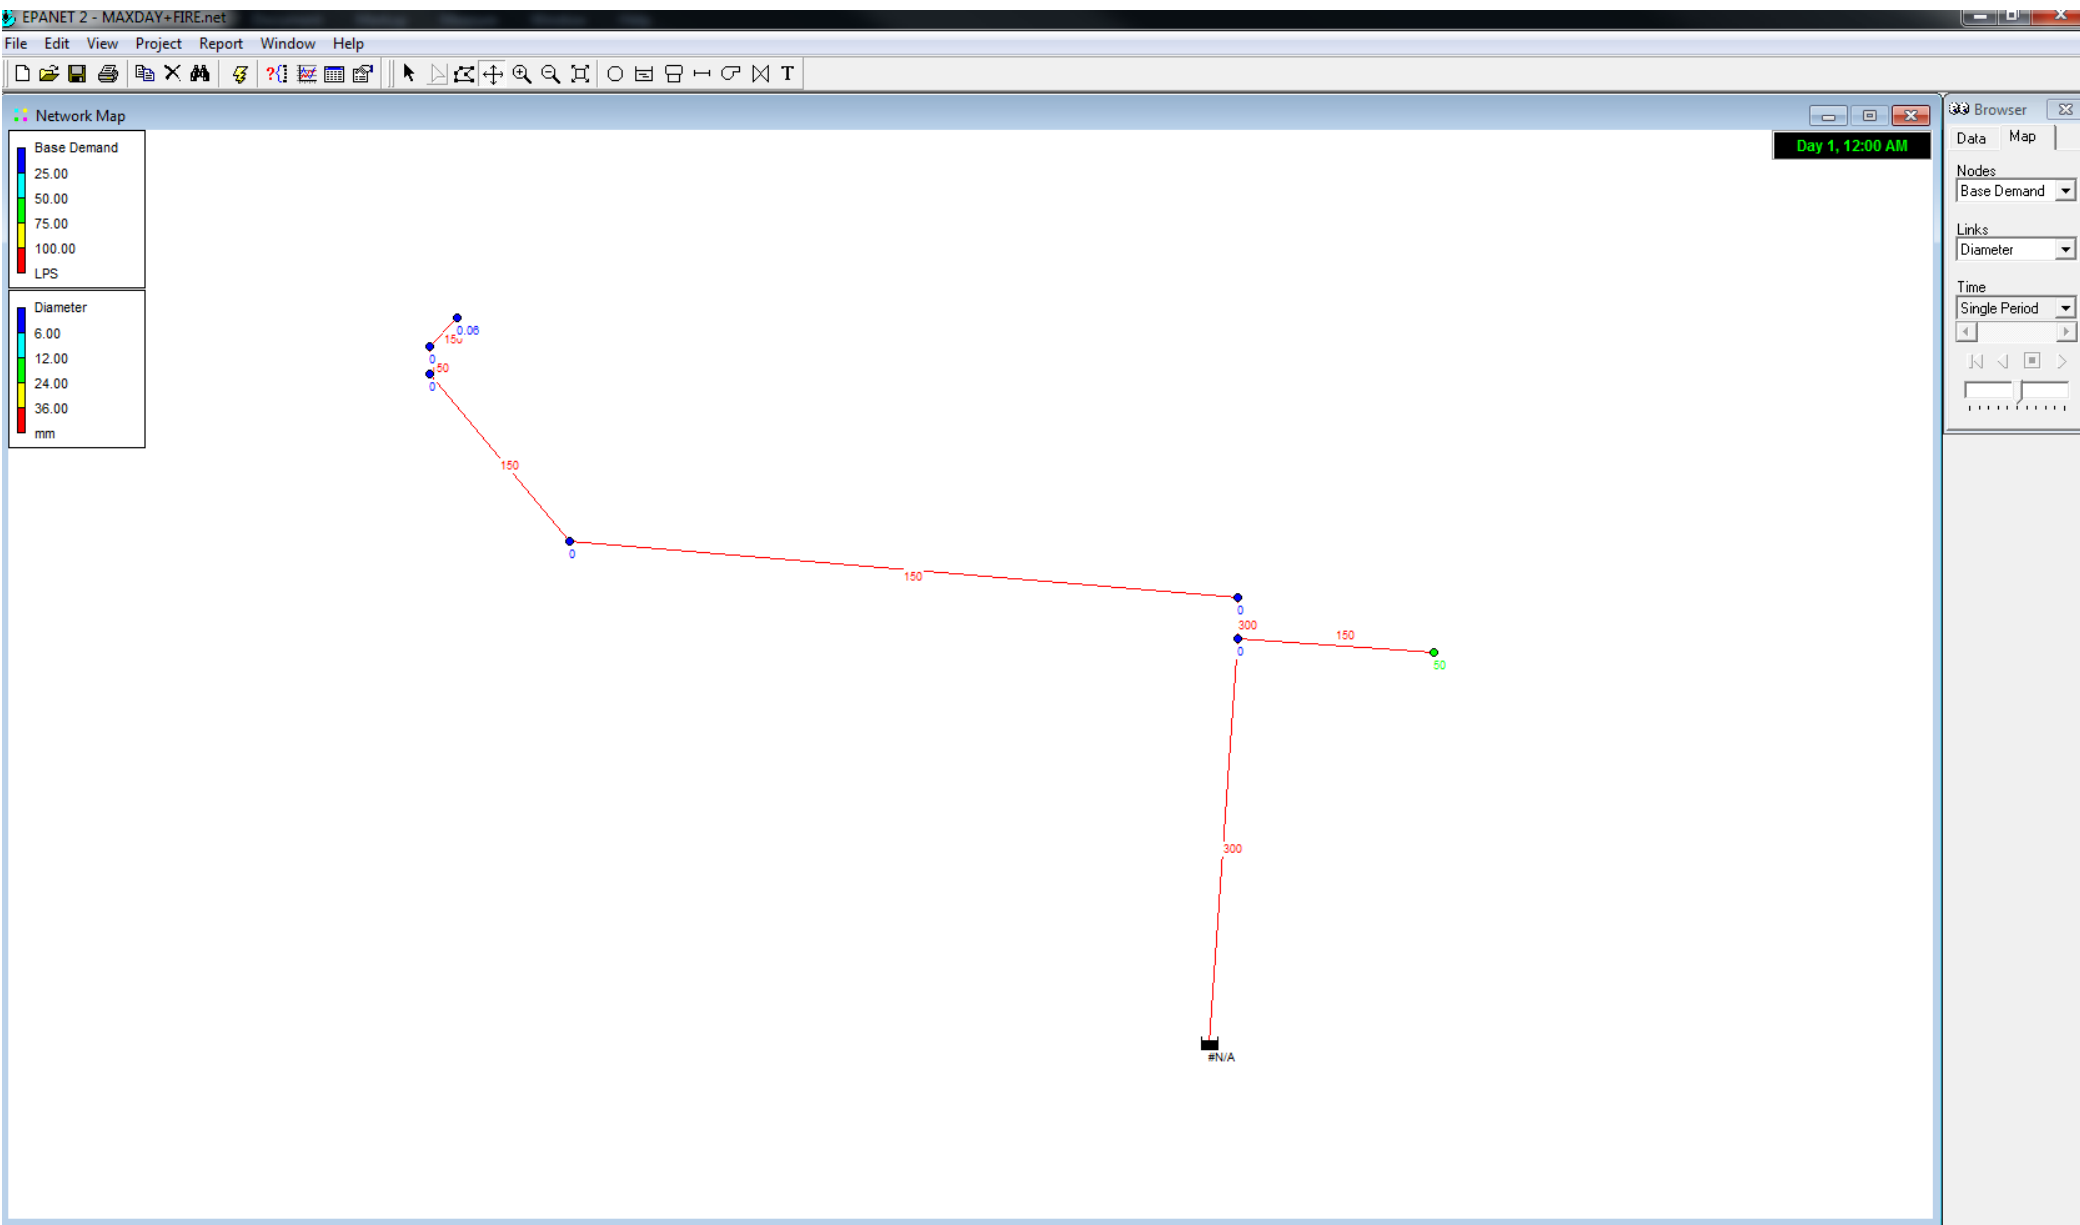 EPANET 2 - MAXDAY+FIRE.net
File Edit View Project Report Window Help
T
Network Map
Base Demand
25.00
50.00
75.00
100.00
LPS
Diameter
6.00
12.00
24.00
36.00
mm
Day 1, 12:00 AM
Browser
Data Map
Nodes
Base Demand
Links
Diameter
Time
Single Period
0.06
150
0
50
0
150
0
150
0
300
150
0
50
300
#N/A